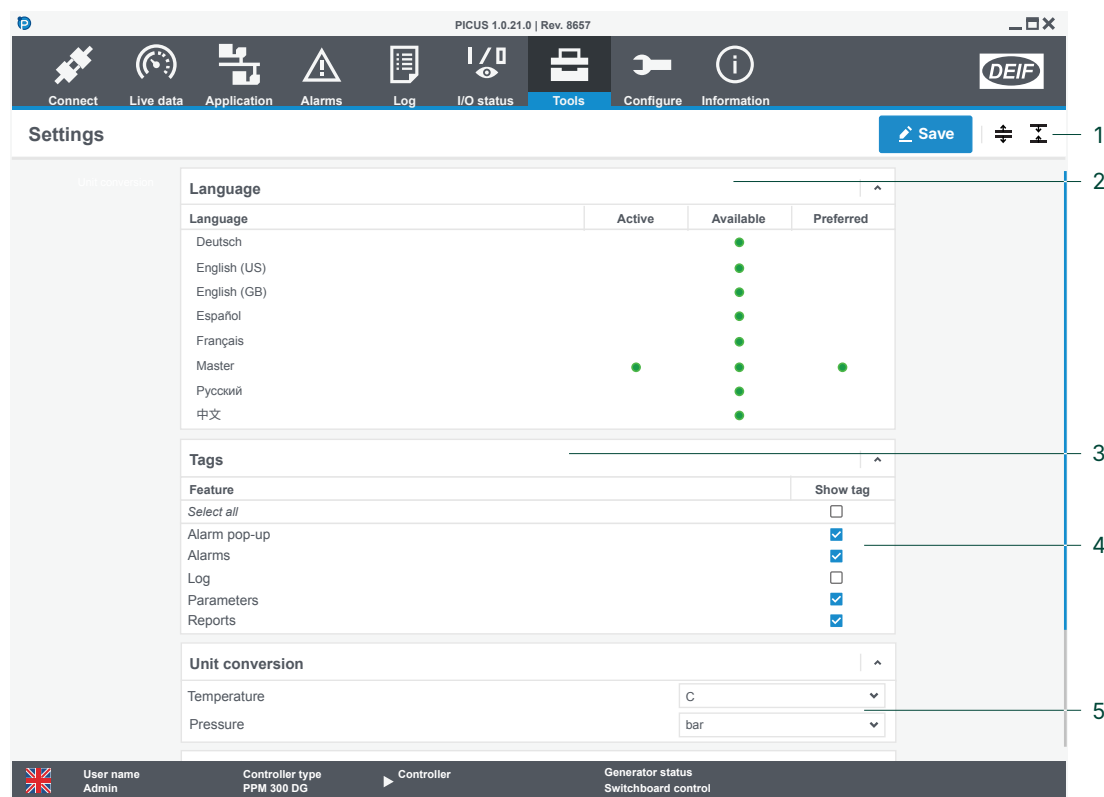 PICUS 1.0.21.0 | Rev. 8657
Connect Live data Application Alarms Log I/O status Tools Configure Information
DEIF
Settings
Save
1
Unit conversion
Language
2
Language Active Available Preferred
Deutsch
English (US)
English (GB)
Español
Français
Master
Русский
中文
Tags
3
Feature Show tag
Select all
Alarm pop-up
4
Alarms
Log
Parameters
Reports
Unit conversion
Temperature C
5
Pressure bar
User name Controller type Controller Generator status
Admin PPM 300 DG Switchboard control